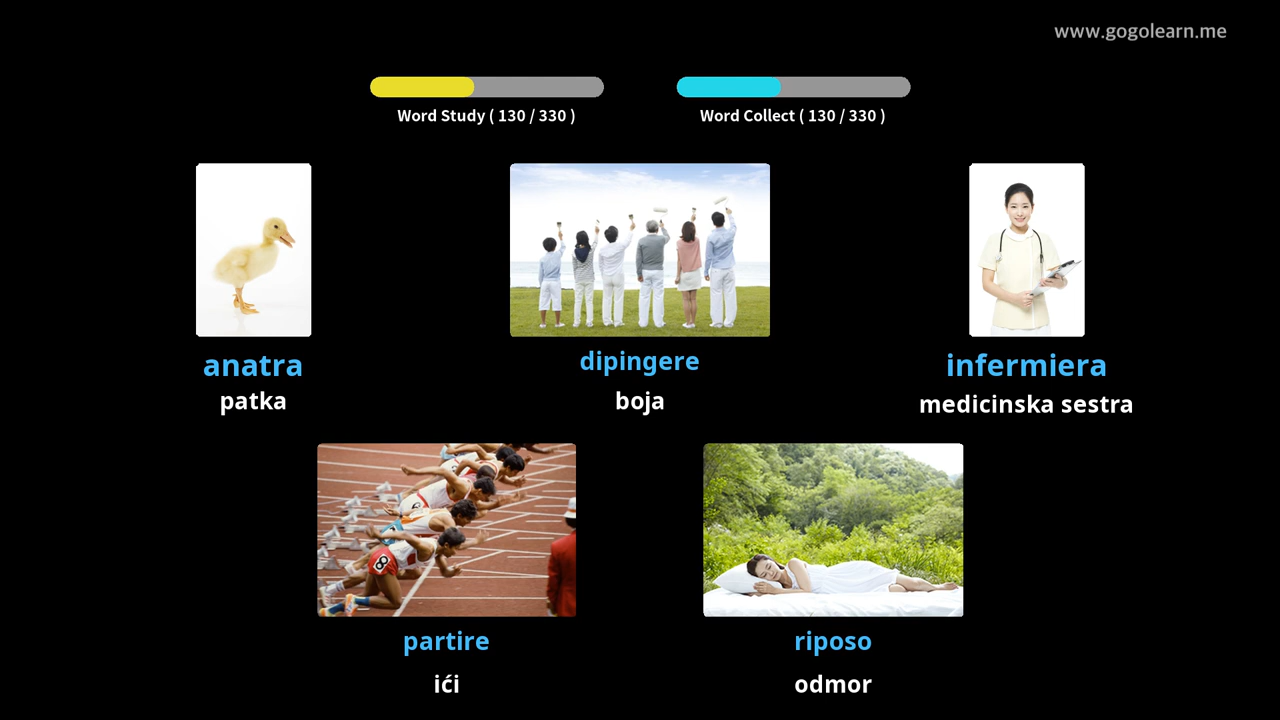 www.gogolearn.me
Word Study ( 130 / 330 )
Word Collect ( 130 / 330 )
anatra
patka
dipingere
boja
infermiera
medicinska sestra
8
partire
ići
riposo
odmor